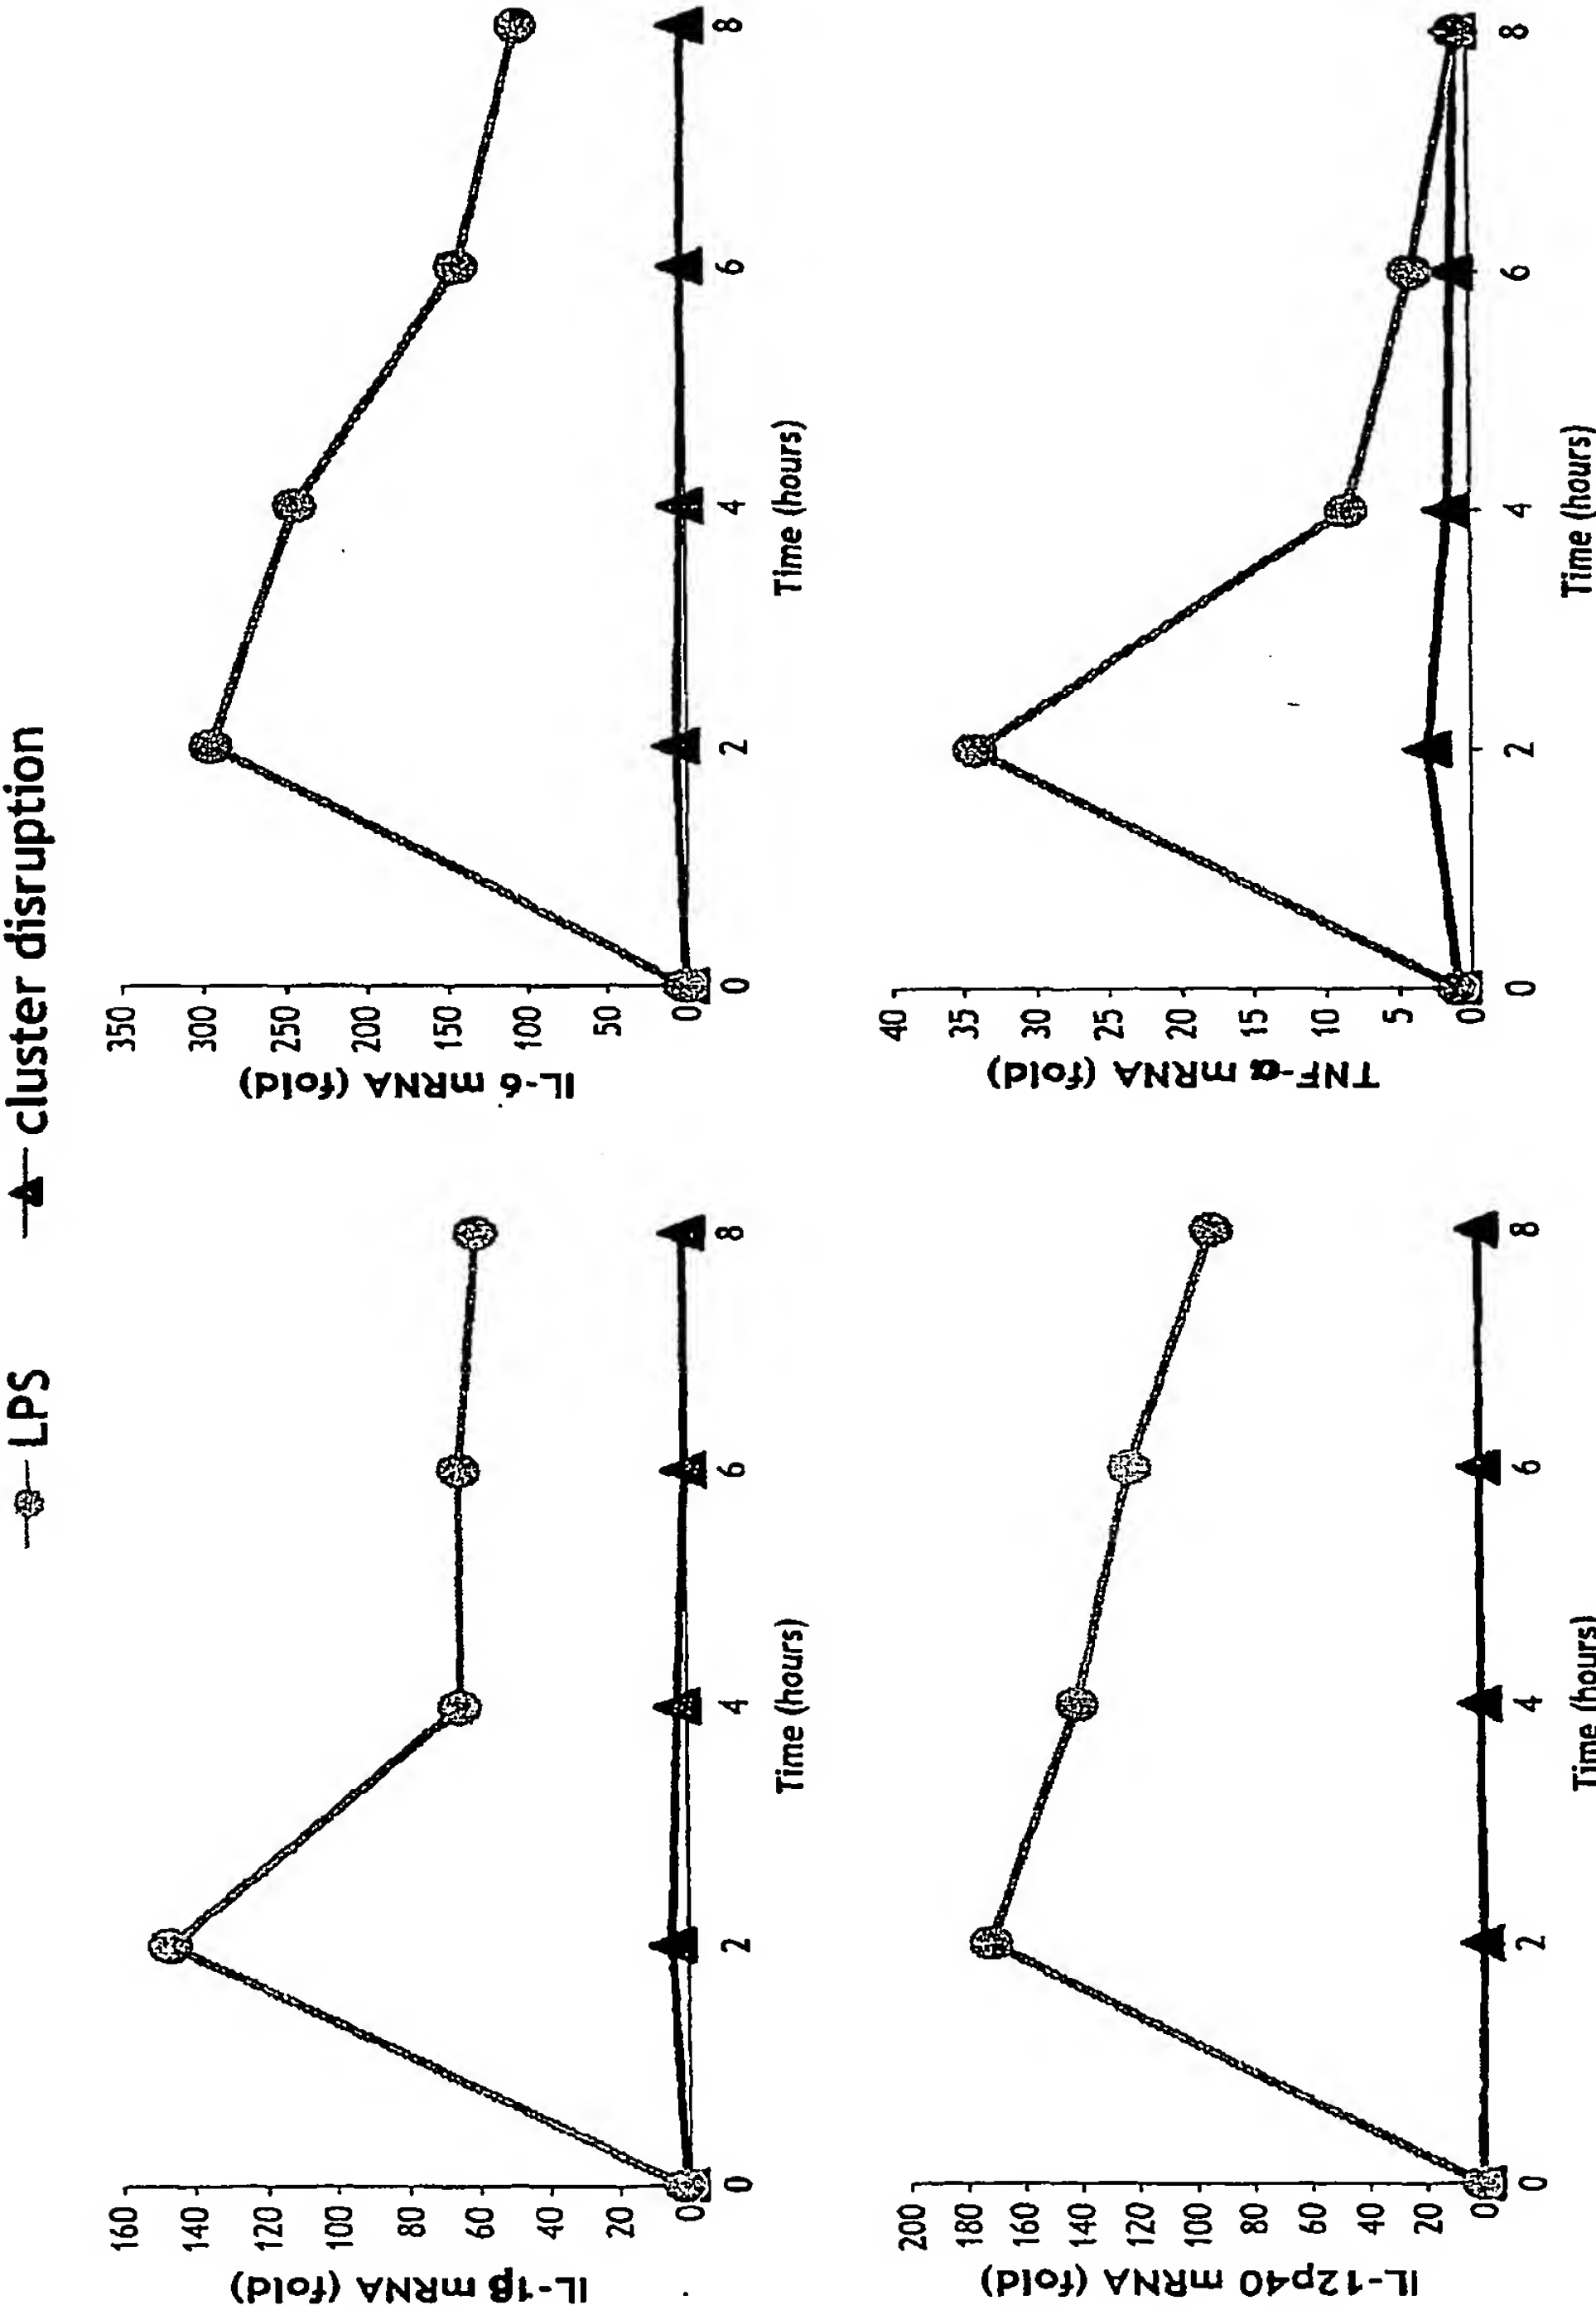 LPS
cluster disruption
IL-1β mRNA (fold)
160
140
120
100
80
60
40
20
0
0 2 4 6 8
Time (hours)
IL-6 mRNA (fold)
350
300
250
200
150
100
50
0
0 2 4 6 8
Time (hours)
IL-12p40 mRNA (fold)
200
180
160
140
120
100
80
60
40
20
0
0 2 4 6 8
Time (hours)
TNF-α mRNA (fold)
40
35
30
25
20
15
10
5
0
0 2 4 6 8
Time (hours)